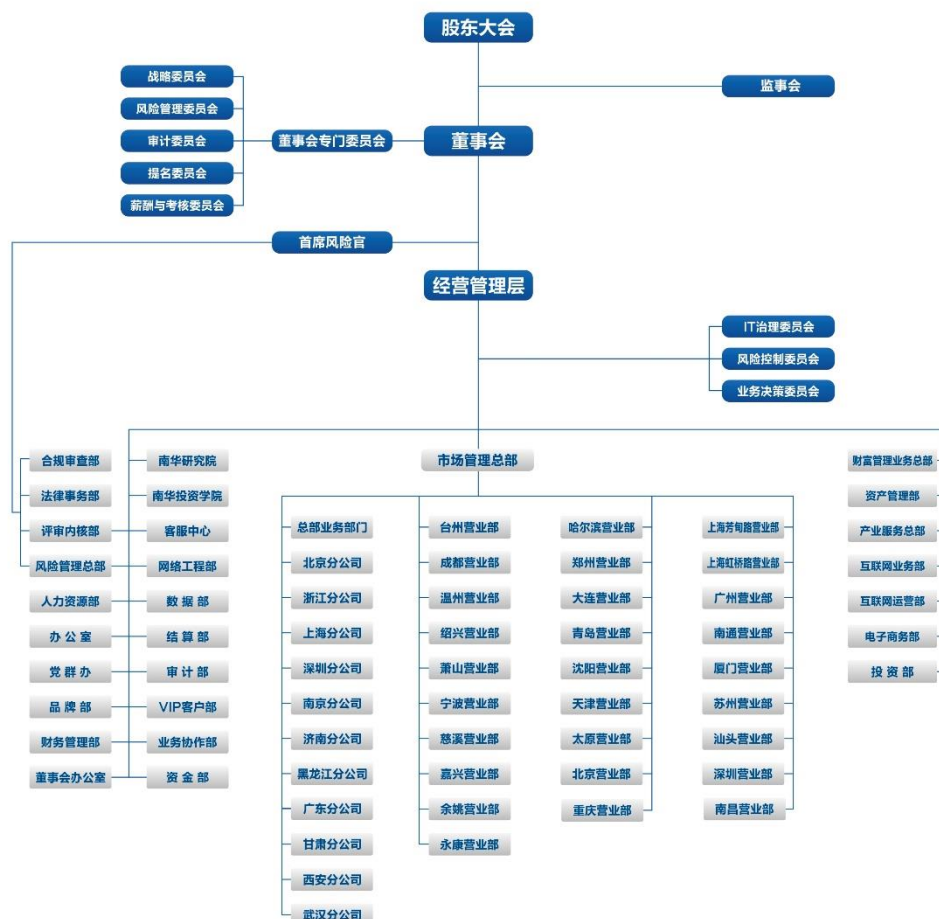 股东大会
监事会
战略委员会
风险管理委员会
审计委员会
提名委员会
薪酬与考核委员会
董事会专门委员会
董事会
首席风险官
经营管理层
IT治理委员会
风险控制委员会
业务决策委员会
合规审查部
法律事务部
评审内核部
风险管理总部
人力资源部
办公室
党群办
品牌部
财务管理部
董事会办公室
南华研究院
南华投资学院
客服中心
网络工程部
数据部
结算部
审计部
VIP客户部
业务协作部
资金部
市场管理总部
总部业务部门
北京分公司
浙江分公司
上海分公司
深圳分公司
南京分公司
济南分公司
黑龙江分公司
广东分公司
甘肃分公司
西安分公司
武汉分公司
台州营业部
成都营业部
温州营业部
绍兴营业部
萧山营业部
宁波营业部
慈溪营业部
嘉兴营业部
余姚营业部
永康营业部
哈尔滨营业部
郑州营业部
大连营业部
青岛营业部
沈阳营业部
天津营业部
太原营业部
北京营业部
重庆营业部
上海芳甸路营业部
上海虹桥路营业部
广州营业部
南通营业部
厦门营业部
苏州营业部
汕头营业部
深圳营业部
南昌营业部
财富管理业务总部
资产管理部
产业服务总部
互联网业务部
互联网运营部
电子商务部
投资部